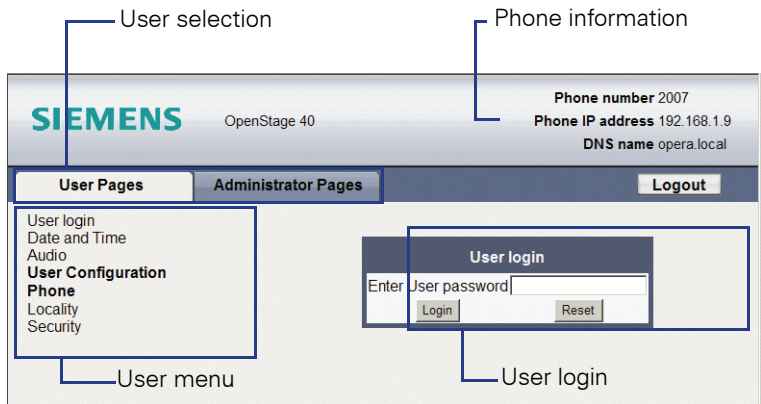 User selection
Phone information
SIEMENS
OpenStage 40
Phone number 2007
Phone IP address 192.168.1.9
DNS name opera.local
User Pages
Administrator Pages
Logout
User login
Date and Time
Audio
User Configuration
Phone
Locality
Security
User login
Enter User password
Login
Reset
User menu
User login